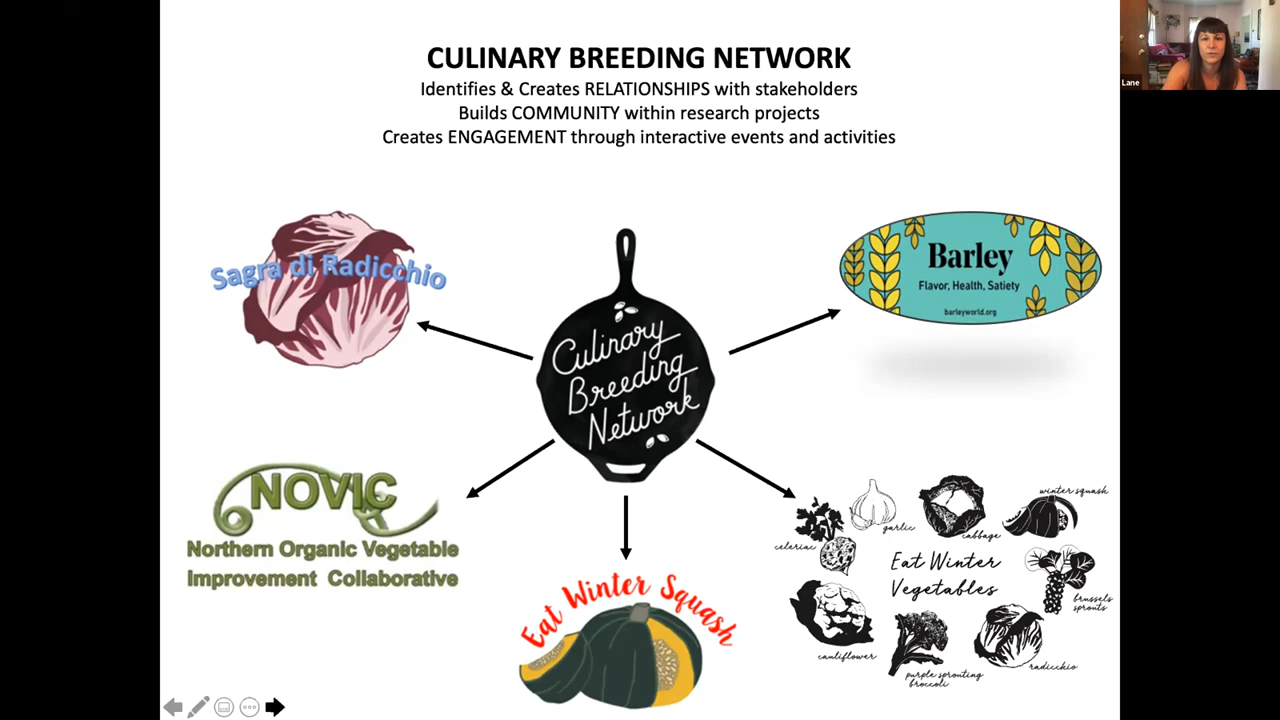 CULINARY BREEDING NETWORK
Identifies & Creates RELATIONSHIPS with stakeholders
Builds COMMUNITY within research projects
Creates ENGAGEMENT through interactive events and activities
Lane
Sagra di Radicchio
Culinary
Breeding
Network
Barley
Flavor, Health, Satiety
barleyworld.org
NOVIC
Northern Organic Vegetable
Improvement Collaborative
Eat Winter Squash
celeriac
garlic
cabbage
winter squash
Eat Winter
Vegetables
brussels
sprouts
cauliflower
purple sprouting
broccoli
radicchio